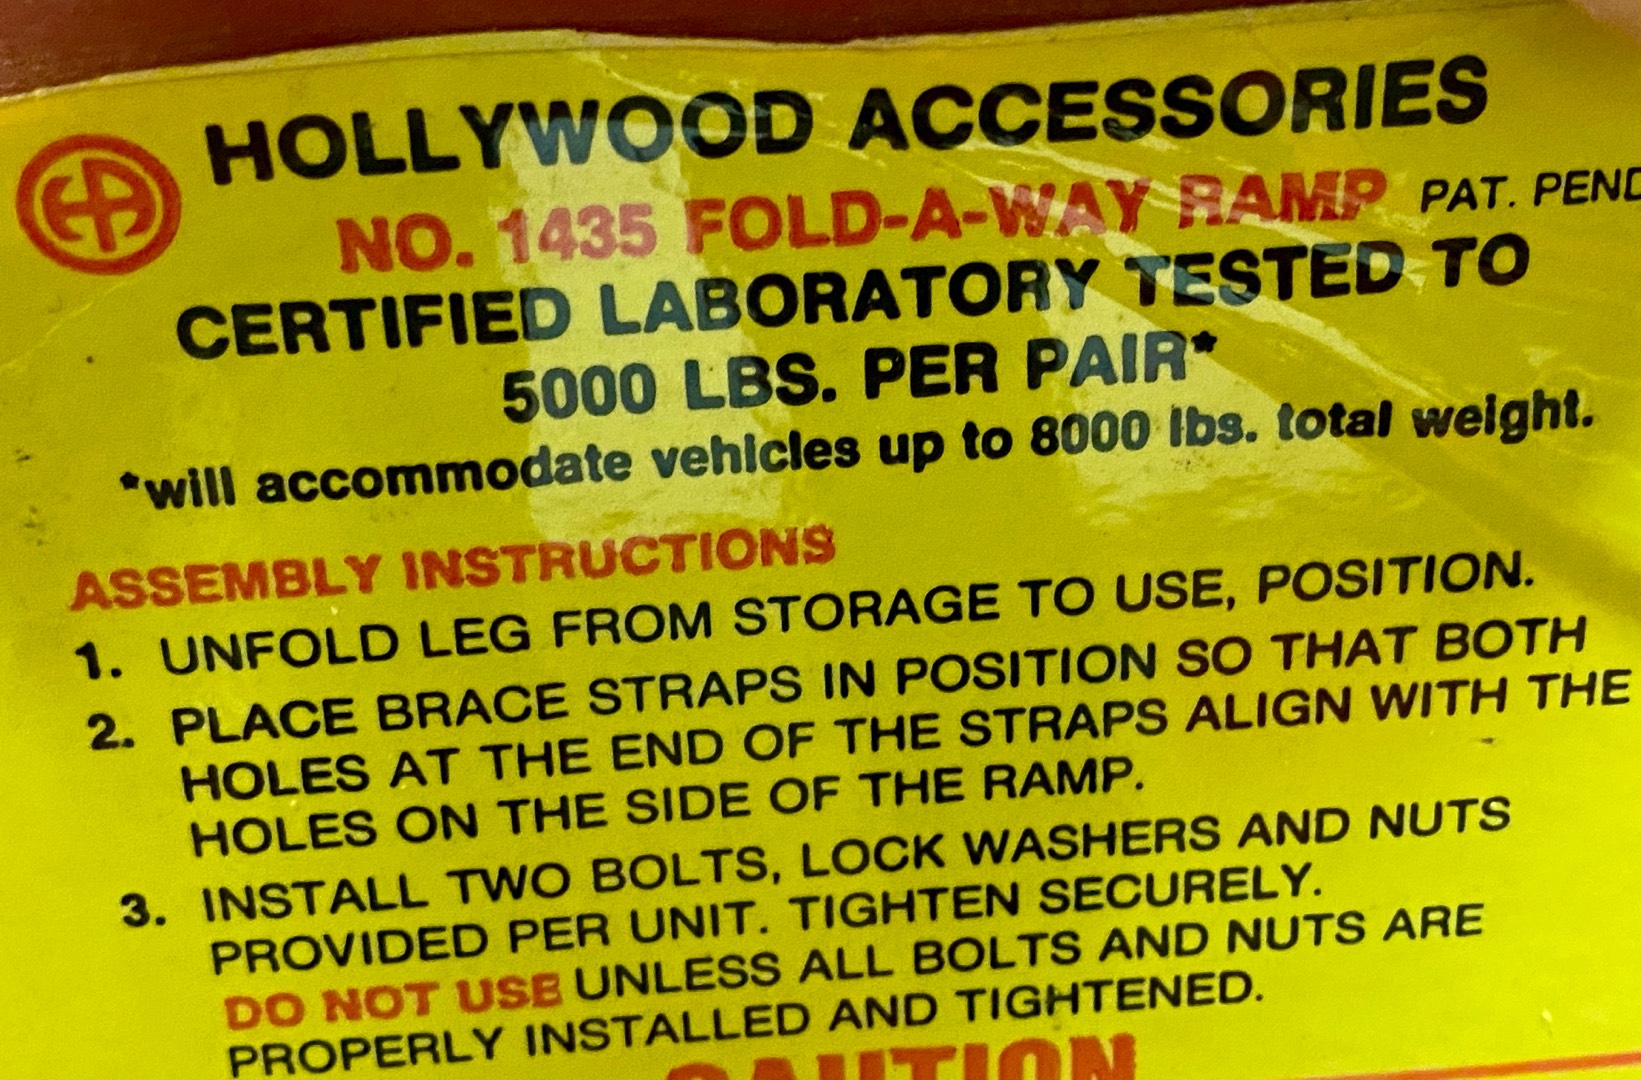 HOLLYWOOD ACCESSORIES
NO. 1435 FOLD-A-WAY RAMP PAT. PEND
CERTIFIED LABORATORY TESTED TO
5000 LBS. PER PAIR*
*will accommodate vehicles up to 8000 lbs. total weight.
ASSEMBLY INSTRUCTIONS
1. UNFOLD LEG FROM STORAGE TO USE, POSITION.
2. PLACE BRACE STRAPS IN POSITION SO THAT BOTH
HOLES AT THE END OF THE STRAPS ALIGN WITH THE
HOLES ON THE SIDE OF THE RAMP.
3. INSTALL TWO BOLTS, LOCK WASHERS AND NUTS
PROVIDED PER UNIT. TIGHTEN SECURELY.
DO NOT USE UNLESS ALL BOLTS AND NUTS ARE
PROPERLY INSTALLED AND TIGHTENED.
CAUTION